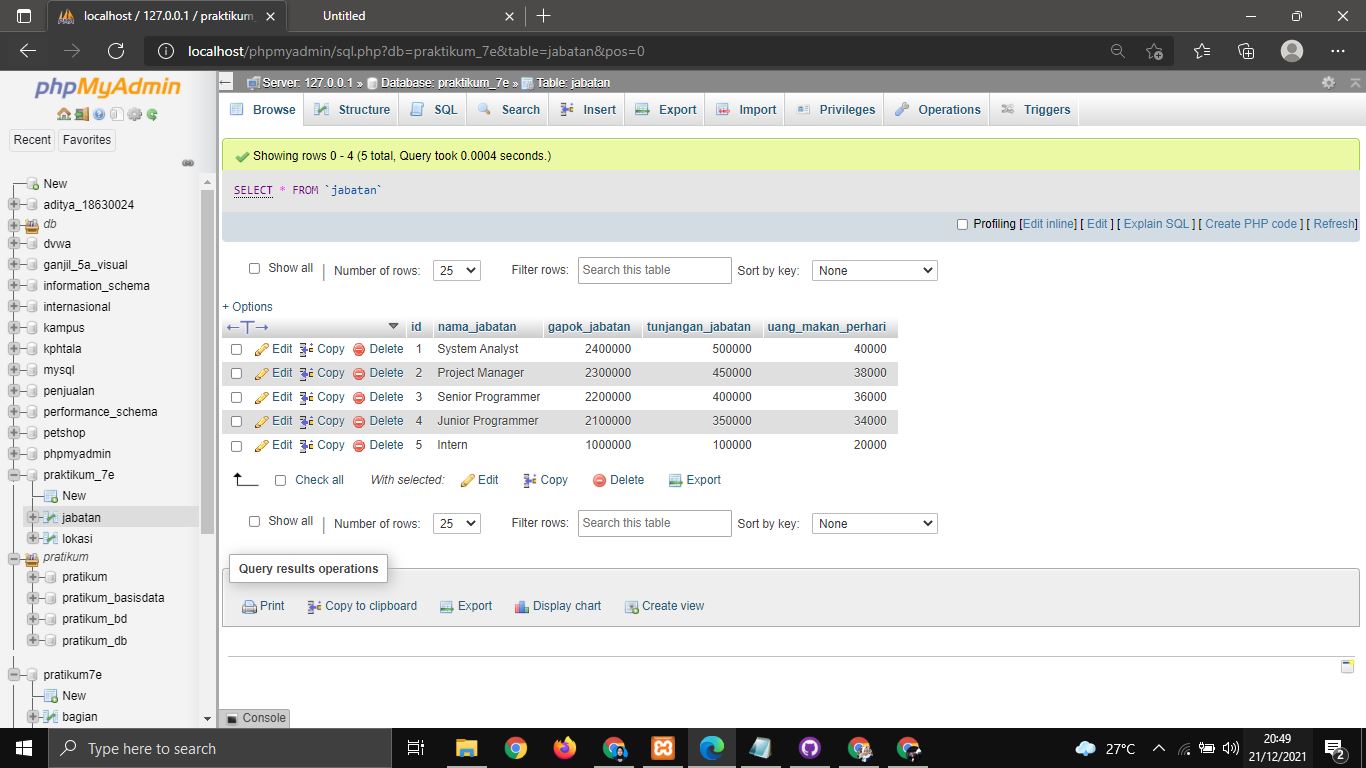 localhost / 127.0.0.1 / praktikum_
Untitled
localhost/phpmyadmin/sql.php?db=praktikum_7e&table=jabatan&pos=0
phpMyAdmin
Recent Favorites
New
aditya_18630024
db
dvwa
ganjil_5a_visual
information_schema
internasional
kampus
kphtala
mysql
penjualan
performance_schema
petshop
phpmyadmin
praktikum_7e
New
jabatan
lokasi
pratikum
pratikum
pratikum_basisdata
pratikum_bd
pratikum_db
pratikum7e
New
bagian
Server: 127.0.0.1 » Database: praktikum_7e » Table: jabatan
Browse Structure SQL Search Insert Export Import Privileges Operations Triggers
Showing rows 0 - 4 (5 total, Query took 0.0004 seconds.)
SELECT * FROM `jabatan`
Profiling [Edit inline] [ Edit ] [ Explain SQL ] [ Create PHP code ] [ Refresh]
Show all | Number of rows: 25 Filter rows: Search this table Sort by key: None
+ Options
←T→ id nama_jabatan gapok_jabatan tunjangan_jabatan uang_makan_perhari
Edit Copy Delete 1 System Analyst 2400000 500000 40000
Edit Copy Delete 2 Project Manager 2300000 450000 38000
Edit Copy Delete 3 Senior Programmer 2200000 400000 36000
Edit Copy Delete 4 Junior Programmer 2100000 350000 34000
Edit Copy Delete 5 Intern 1000000 100000 20000
Check all With selected: Edit Copy Delete Export
Show all | Number of rows: 25 Filter rows: Search this table Sort by key: None
Query results operations
Print Copy to clipboard Export Display chart Create view
Console
Type here to search
27°C
20:49
21/12/2021
2